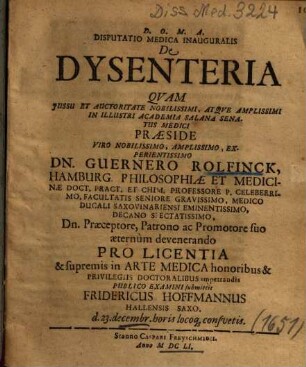 Diss. Med. 3224
D. O. M. A.
DISPUTATIO MEDICA INAUGURALIS
De
DYSENTERIA
QVAM
JUSSU ET AUCTORITATE NOBILISSIMI, ATQVE AMPLISSIMI
IN ILLUSTRI ACADEMIA SALANA SENA-
TUS MEDICI
PRÆSIDE
VIRO NOBILISSIMO, AMPLISSIMO, EX-
PERIENTISSIMO
DN. GUERNERO ROLFINCK,
HAMBURG. PHILOSOPHIÆ ET MEDICI-
NÆ DOCT. PRACT. ET CHIM. PROFESSORE P. CELEBERRI-
MO, FACULTATIS SENIORE GRAVISSIMO, MEDICO
DUCALI SAXOVINARIENSI EMINENTISSIMO,
DECANO SPECTATISSIMO,
Dn. Præceptore, Patrono ac Promotore suo
æternùm devenerando
PRO LICENTIA
& supremis in ARTE MEDICA honoribus &
PRIVILEGIIS DOCTORALIBUS impetrandis
PUBLICO EXAMINI submittit
FRIDERICUS HOFFMANNUS
HALLENSIS SAXO.
d. 23. decembr. horis locoq; consvetis.
(1651)
CASPARI FREYSCHMIDII.
Anno M DC LI.